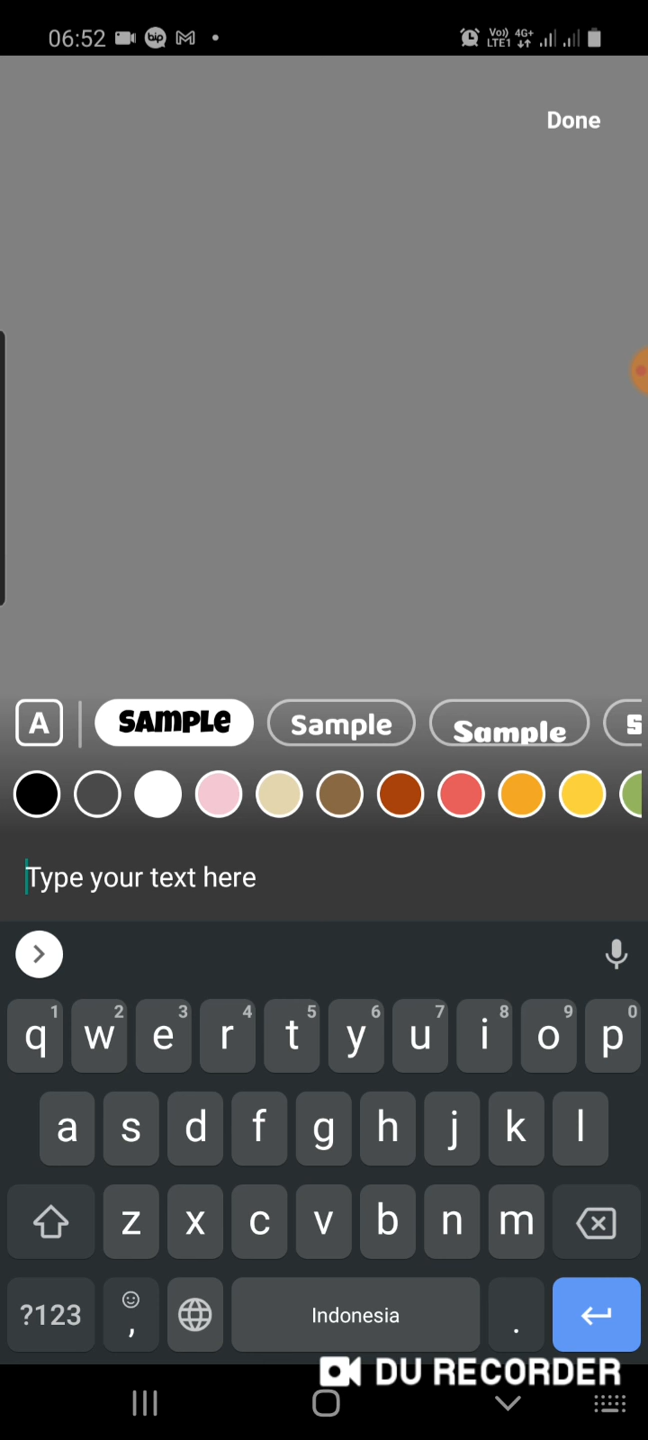 06:52 bip Vo)) LTE1 4G+
Done
A SAMPLE Sample Sample S
Type your text here
1 2 3 4 5 6 7 8 9 0
q w e r t y u i o p
a s d f g h j k l
z x c v b n m
?123 , Indonesia .
DU RECORDER